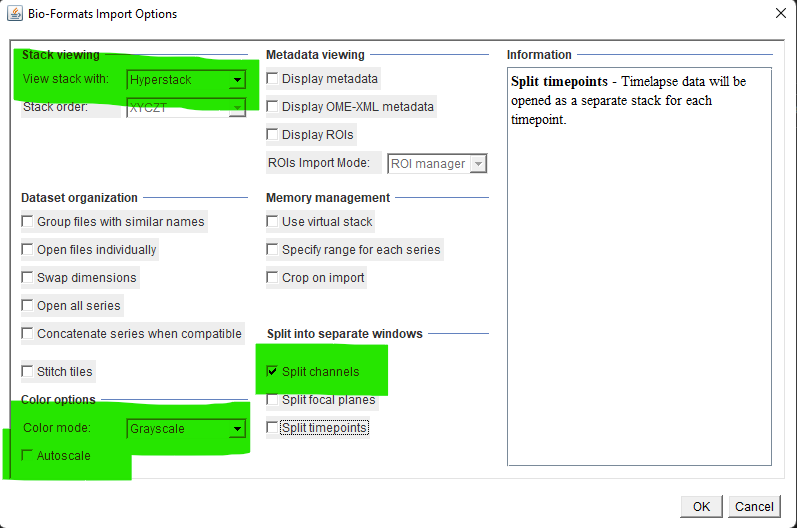 Bio-Formats Import Options
Stack viewing
View stack with: Hyperstack
Stack order: XYCZT
Metadata viewing
Display metadata
Display OME-XML metadata
Display ROIs
ROIs Import Mode: ROI manager
Information
Split timepoints - Timelapse data will be
opened as a separate stack for each
timepoint.
Dataset organization
Group files with similar names
Open files individually
Swap dimensions
Open all series
Concatenate series when compatible
Stitch tiles
Memory management
Use virtual stack
Specify range for each series
Crop on import
Color options
Color mode: Grayscale
Autoscale
Split into separate windows
Split channels
Split focal planes
Split timepoints
OK
Cancel